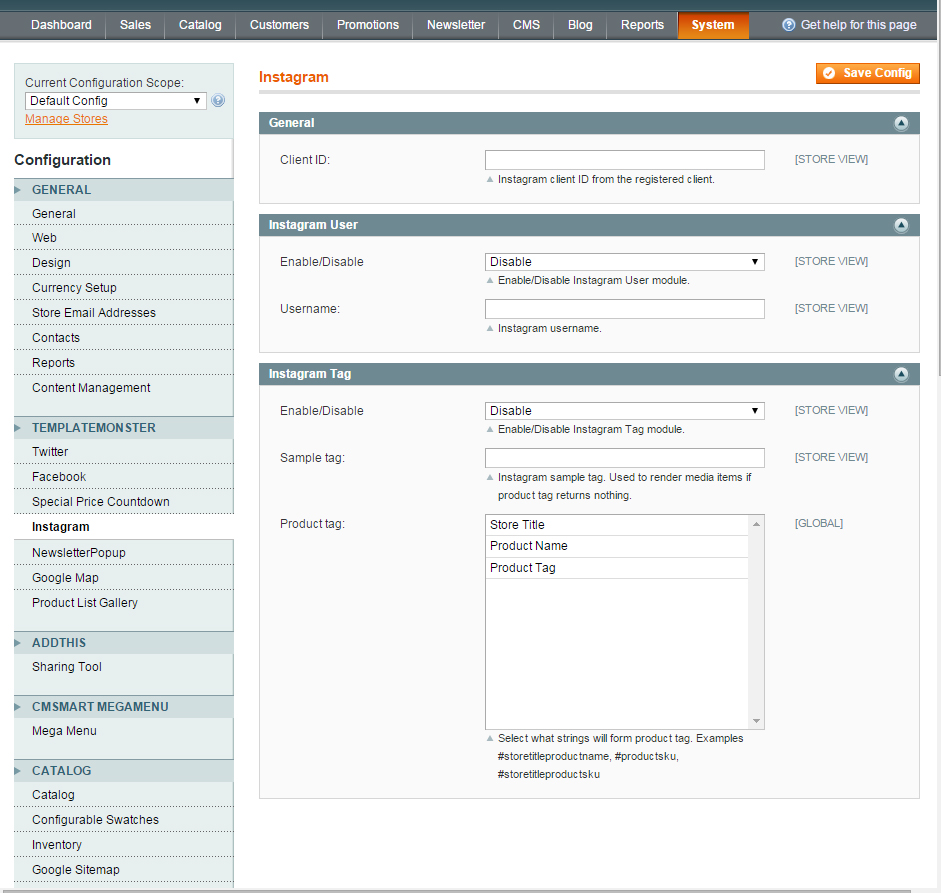 Dashboard Sales Catalog Customers Promotions Newsletter CMS Blog Reports System Get help for this page
Current Configuration Scope:
Default Config
Manage Stores
Configuration
GENERAL
General
Web
Design
Currency Setup
Store Email Addresses
Contacts
Reports
Content Management
TEMPLATEMONSTER
Twitter
Facebook
Special Price Countdown
Instagram
NewsletterPopup
Google Map
Product List Gallery
ADDTHIS
Sharing Tool
CMSMART MEGAMENU
Mega Menu
CATALOG
Catalog
Configurable Swatches
Inventory
Google Sitemap
Instagram
Save Config
General
Client ID: [STORE VIEW]
Instagram client ID from the registered client.
Instagram User
Enable/Disable Disable [STORE VIEW]
Enable/Disable Instagram User module.
Username: [STORE VIEW]
Instagram username.
Instagram Tag
Enable/Disable Disable [STORE VIEW]
Enable/Disable Instagram Tag module.
Sample tag: [STORE VIEW]
Instagram sample tag. Used to render media items if
product tag returns nothing.
Product tag: Store Title [GLOBAL]
Product Name
Product Tag
Select what strings will form product tag. Examples
#storetitleproductname, #productsku,
#storetitleproductsku